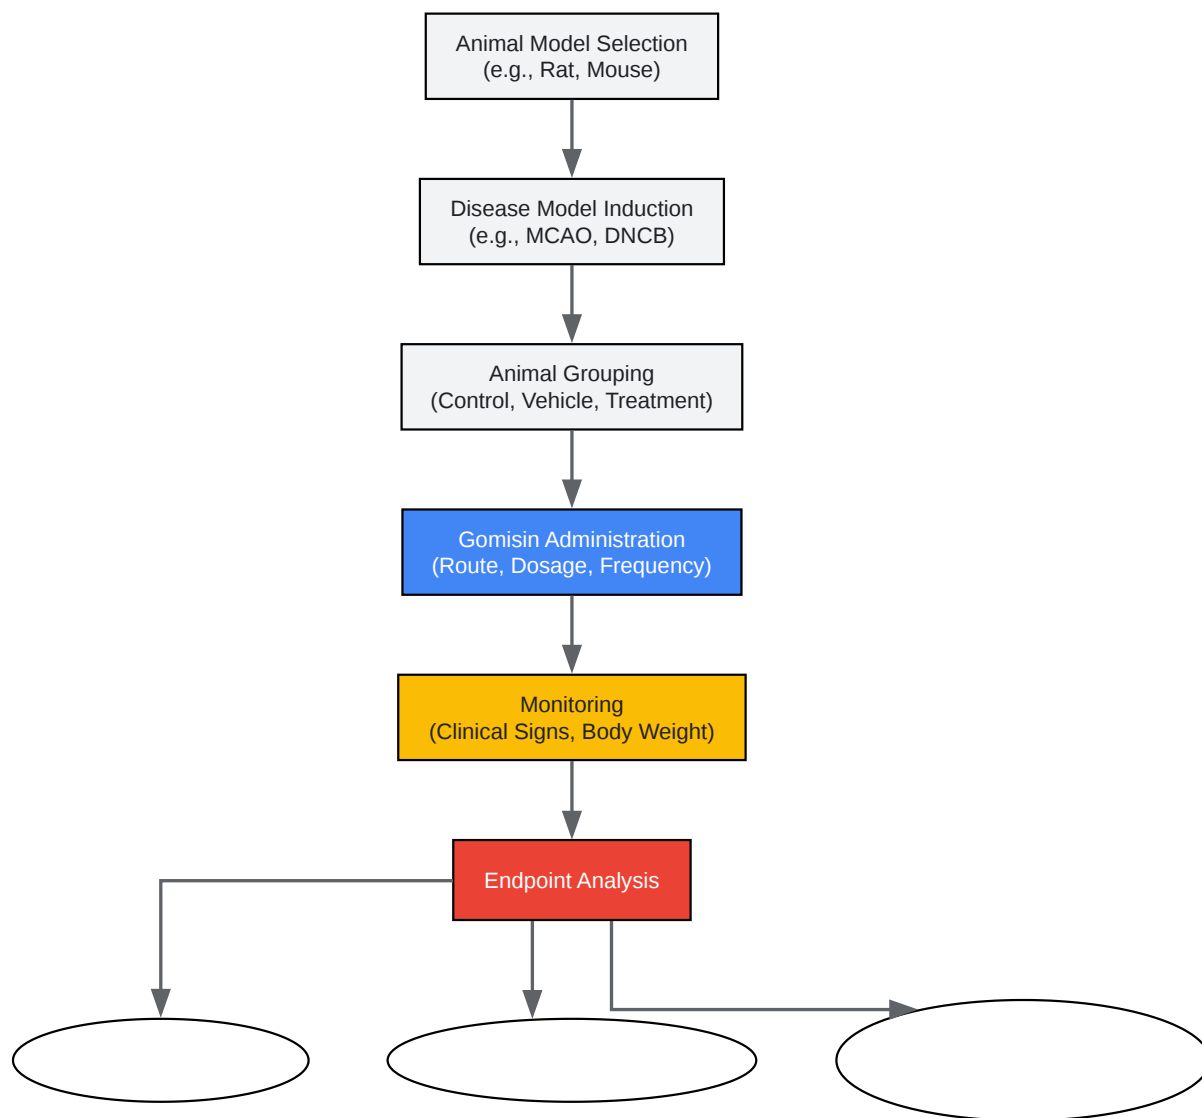 Animal Model Selection
(e.g., Rat, Mouse)
Disease Model Induction
(e.g., MCAO, DNCB)
Animal Grouping
(Control, Vehicle, Treatment)
Gomisin Administration
(Route, Dosage, Frequency)
Monitoring
(Clinical Signs, Body Weight)
Endpoint Analysis